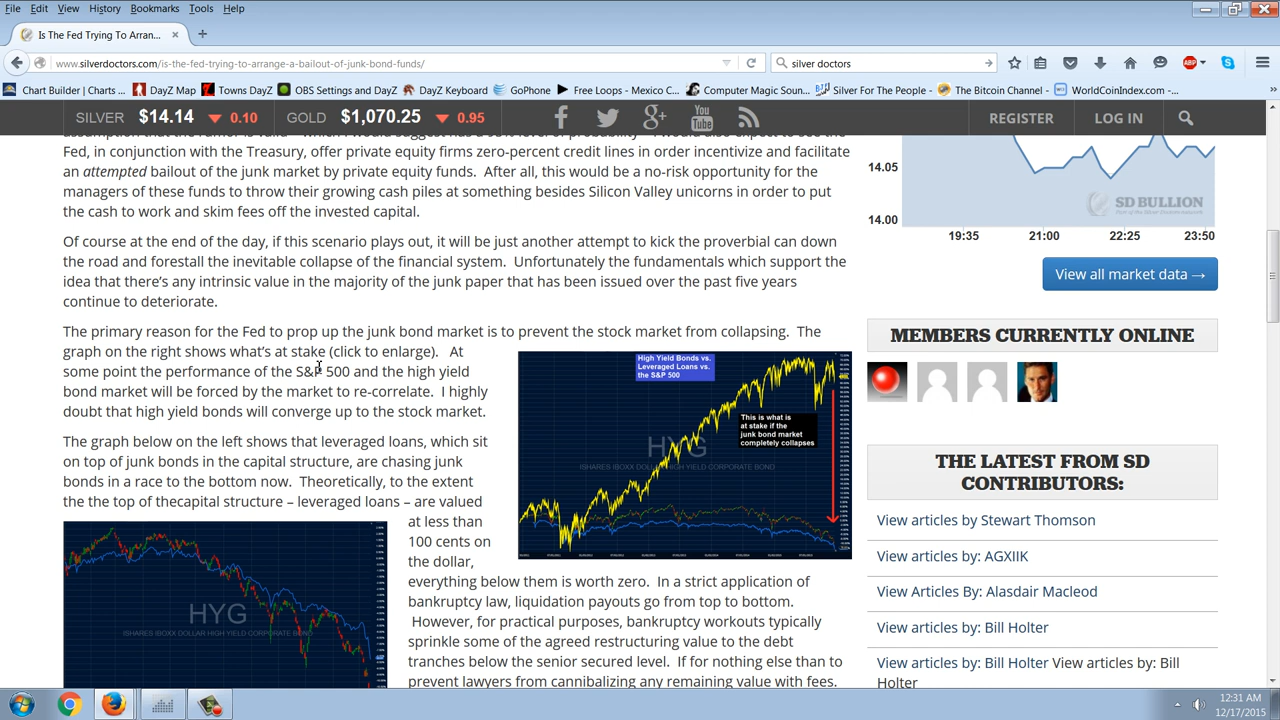 File Edit View History Bookmarks Tools Help
Is The Fed Trying To Arran...
www.silverdoctors.com/is-the-fed-trying-to-arrange-a-bailout-of-junk-bond-funds/
silver doctors
Chart Builder | Charts ... DayZ Map Towns DayZ OBS Settings and DayZ DayZ Keyboard GoPhone Free Loops - Mexico C... Computer Magic Soun... Silver For The People - ... The Bitcoin Channel - ... WorldCoinIndex.com -...
SILVER $14.14 0.10 GOLD $1,070.25 0.95
REGISTER LOG IN
Fed, in conjunction with the Treasury, offer private equity firms zero-percent credit lines in order incentivize and facilitate
an attempted bailout of the junk market by private equity funds. After all, this would be a no-risk opportunity for the
managers of these funds to throw their growing cash piles at something besides Silicon Valley unicorns in order to put
the cash to work and skim fees off the invested capital.
Of course at the end of the day, if this scenario plays out, it will be just another attempt to kick the proverbial can down
the road and forestall the inevitable collapse of the financial system. Unfortunately the fundamentals which support the
idea that there's any intrinsic value in the majority of the junk paper that has been issued over the past five years
continue to deteriorate.
The primary reason for the Fed to prop up the junk bond market is to prevent the stock market from collapsing. The
graph on the right shows what's at stake (click to enlarge). At
some point the performance of the S&P 500 and the high yield
bond market will be forced by the market to re-correlate. I highly
doubt that high yield bonds will converge up to the stock market.
The graph below on the left shows that leveraged loans, which sit
on top of junk bonds in the capital structure, are chasing junk
bonds in a race to the bottom now. Theoretically, to the extent
the the top of thecapital structure – leveraged loans – are valued
at less than
100 cents on
the dollar,
everything below them is worth zero. In a strict application of
bankruptcy law, liquidation payouts go from top to bottom.
However, for practical purposes, bankruptcy workouts typically
sprinkle some of the agreed restructuring value to the debt
tranches below the senior secured level. If for nothing else than to
prevent lawyers from cannibalizing any remaining value with fees.
High Yield Bonds vs.
Leveraged Loans vs.
the S&P 500
This is what is
at stake if the
junk bond market
completely collapses
HYG
ISHARES IBOXX DOLLAR HIGH YIELD CORPORATE BOND
HYG
ISHARES IBOXX DOLLAR HIGH YIELD CORPORATE BOND
14.05
14.00
SD BULLION
19:35 21:00 22:25 23:50
View all market data →
MEMBERS CURRENTLY ONLINE:
THE LATEST FROM SD
CONTRIBUTORS:
View articles by Stewart Thomson
View articles by: AGXIIK
View Articles By: Alasdair Macleod
View articles by: Bill Holter
View articles by: Bill Holter View articles by: Bill
Holter
12:31 AM
12/17/2015